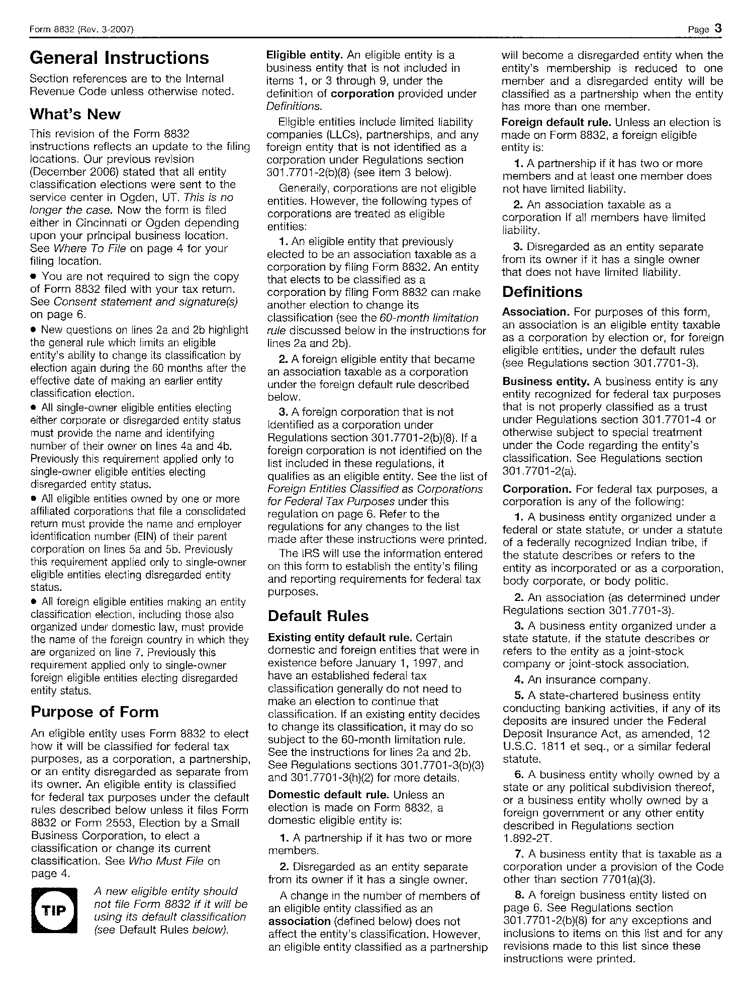 Form 8832 (Rev. 3-2007)
Page 3
General Instructions
Section references are to the Internal
Revenue Code unless otherwise noted.
What's New
This revision of the Form 8832
instructions reflects an update to the filing
locations. Our previous revision
(December 2006) stated that all entity
classification elections were sent to the
service center in Ogden, UT. This is no
longer the case. Now the form is filed
either in Cincinnati or Ogden depending
upon your principal business location.
See Where To File on page 4 for your
filing location.
● You are not required to sign the copy
of Form 8832 filed with your tax return.
See Consent statement and signature(s)
on page 6.
● New questions on lines 2a and 2b highlight
the general rule which limits an eligible
entity's ability to change its classification by
election again during the 60 months after the
effective date of making an earlier entity
classification election.
● All single-owner eligible entities electing
either corporate or disregarded entity status
must provide the name and identifying
number of their owner on lines 4a and 4b.
Previously this requirement applied only to
single-owner eligible entities electing
disregarded entity status.
● All eligible entities owned by one or more
affiliated corporations that file a consolidated
return must provide the name and employer
identification number (EIN) of their parent
corporation on lines 5a and 5b. Previously
this requirement applied only to single-owner
eligible entities electing disregarded entity
status.
● All foreign eligible entities making an entity
classification election, including those also
organized under domestic law, must provide
the name of the foreign country in which they
are organized on line 7. Previously this
requirement applied only to single-owner
foreign eligible entities electing disregarded
entity status.
Purpose of Form
An eligible entity uses Form 8832 to elect
how it will be classified for federal tax
purposes, as a corporation, a partnership,
or an entity disregarded as separate from
its owner. An eligible entity is classified
for federal tax purposes under the default
rules described below unless it files Form
8832 or Form 2553, Election by a Small
Business Corporation, to elect a
classification or change its current
classification. See Who Must File on
page 4.
TIP
A new eligible entity should
not file Form 8832 if it will be
using its default classification
(see Default Rules below).
Eligible entity. An eligible entity is a
business entity that is not included in
items 1, or 3 through 9, under the
definition of corporation provided under
Definitions.
Eligible entities include limited liability
companies (LLCs), partnerships, and any
foreign entity that is not identified as a
corporation under Regulations section
301.7701-2(b)(8) (see item 3 below).
Generally, corporations are not eligible
entities. However, the following types of
corporations are treated as eligible
entities:
1. An eligible entity that previously
elected to be an association taxable as a
corporation by filing Form 8832. An entity
that elects to be classified as a
corporation by filing Form 8832 can make
another election to change its
classification (see the 60-month limitation
rule discussed below in the instructions for
lines 2a and 2b).
2. A foreign eligible entity that became
an association taxable as a corporation
under the foreign default rule described
below.
3. A foreign corporation that is not
identified as a corporation under
Regulations section 301.7701-2(b)(8). If a
foreign corporation is not identified on the
list included in these regulations, it
qualifies as an eligible entity. See the list of
Foreign Entities Classified as Corporations
for Federal Tax Purposes under this
regulation on page 6. Refer to the
regulations for any changes to the list
made after these instructions were printed.
The IRS will use the information entered
on this form to establish the entity's filing
and reporting requirements for federal tax
purposes.
Default Rules
Existing entity default rule. Certain
domestic and foreign entities that were in
existence before January 1, 1997, and
have an established federal tax
classification generally do not need to
make an election to continue that
classification. If an existing entity decides
to change its classification, it may do so
subject to the 60-month limitation rule.
See the instructions for lines 2a and 2b.
See Regulations sections 301.7701-3(b)(3)
and 301.7701-3(h)(2) for more details.
Domestic default rule. Unless an
election is made on Form 8832, a
domestic eligible entity is:
1. A partnership if it has two or more
members.
2. Disregarded as an entity separate
from its owner if it has a single owner.
A change in the number of members of
an eligible entity classified as an
association (defined below) does not
affect the entity's classification. However,
an eligible entity classified as a partnership
will become a disregarded entity when the
entity's membership is reduced to one
member and a disregarded entity will be
classified as a partnership when the entity
has more than one member.
Foreign default rule. Unless an election is
made on Form 8832, a foreign eligible
entity is:
1. A partnership if it has two or more
members and at least one member does
not have limited liability.
2. An association taxable as a
corporation if all members have limited
liability.
3. Disregarded as an entity separate
from its owner if it has a single owner
that does not have limited liability.
Definitions
Association. For purposes of this form,
an association is an eligible entity taxable
as a corporation by election or, for foreign
eligible entities, under the default rules
(see Regulations section 301.7701-3).
Business entity. A business entity is any
entity recognized for federal tax purposes
that is not properly classified as a trust
under Regulations section 301.7701-4 or
otherwise subject to special treatment
under the Code regarding the entity's
classification. See Regulations section
301.7701-2(a).
Corporation. For federal tax purposes, a
corporation is any of the following:
1. A business entity organized under a
federal or state statute, or under a statute
of a federally recognized Indian tribe, if
the statute describes or refers to the
entity as incorporated or as a corporation,
body corporate, or body politic.
2. An association (as determined under
Regulations section 301.7701-3).
3. A business entity organized under a
state statute, if the statute describes or
refers to the entity as a joint-stock
company or joint-stock association.
4. An insurance company.
5. A state-chartered business entity
conducting banking activities, if any of its
deposits are insured under the Federal
Deposit Insurance Act, as amended, 12
U.S.C. 1811 et seq., or a similar federal
statute.
6. A business entity wholly owned by a
state or any political subdivision thereof,
or a business entity wholly owned by a
foreign government or any other entity
described in Regulations section
1.892-2T.
7. A business entity that is taxable as a
corporation under a provision of the Code
other than section 7701(a)(3).
8. A foreign business entity listed on
page 6. See Regulations section
301.7701-2(b)(8) for any exceptions and
inclusions to items on this list and for any
revisions made to this list since these
instructions were printed.